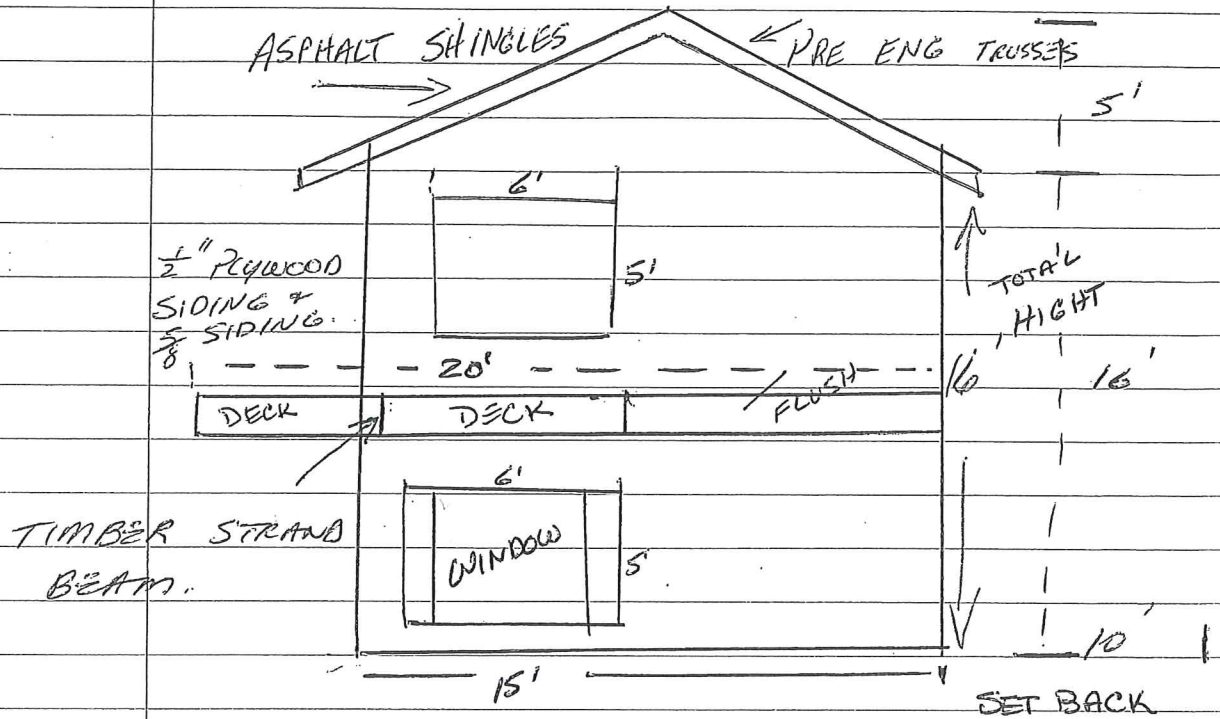 ASPHALT SHINGLES
PRE ENG TRUSSES
5'
6'
5'
1/2" PLYWOOD
SIDING &
5/8 SIDING.
TOTAL
HIGHT
20'
16'
16'
DECK
DECK
FLUSH
6'
TIMBER STRAND
BEAM.
WINDOW
5'
10'
15'
SET BACK